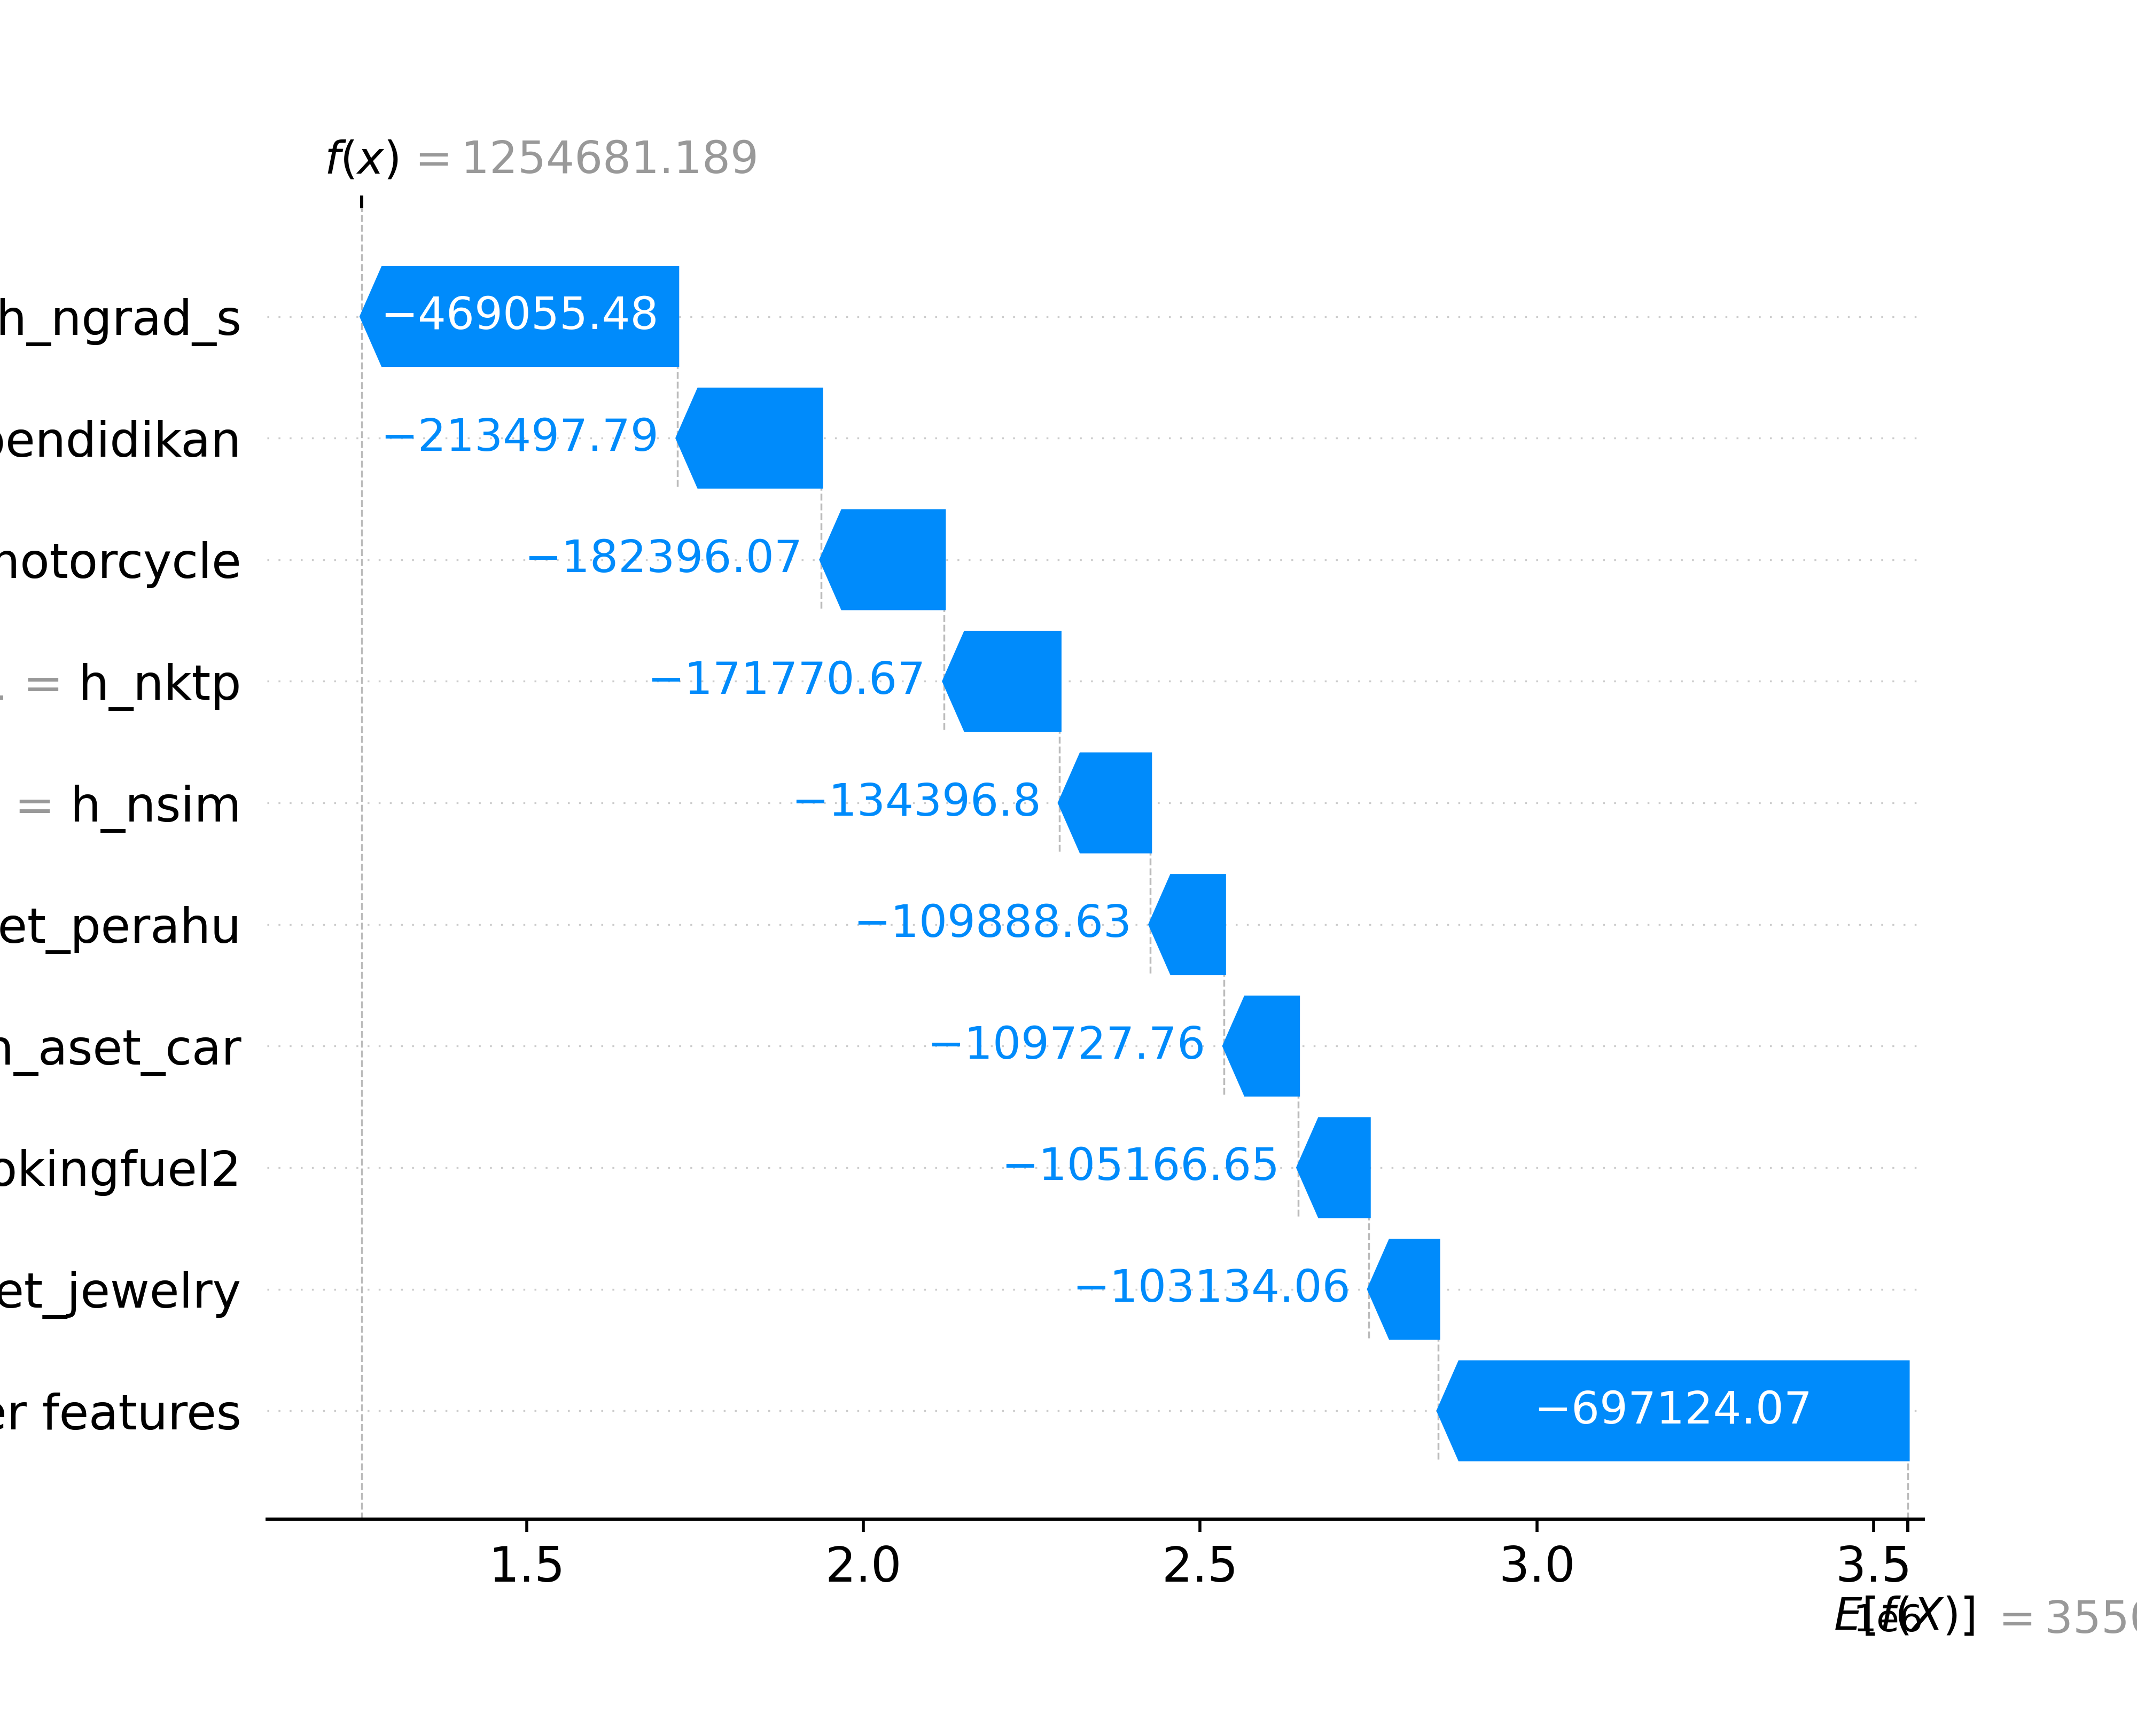 f(x) = 1254681.189
h_ngrad_s −469055.48
pendidikan −213497.79
motorcycle −182396.07
= h_nktp −171770.67
= h_nsim −134396.8
et_perahu −109888.63
_aset_car −109727.76
okingfuel2 −105166.65
et_jewelry −103134.06
er features −697124.07
1.5 2.0 2.5 3.0 3.5
1e6
E[f(X)] = 3550